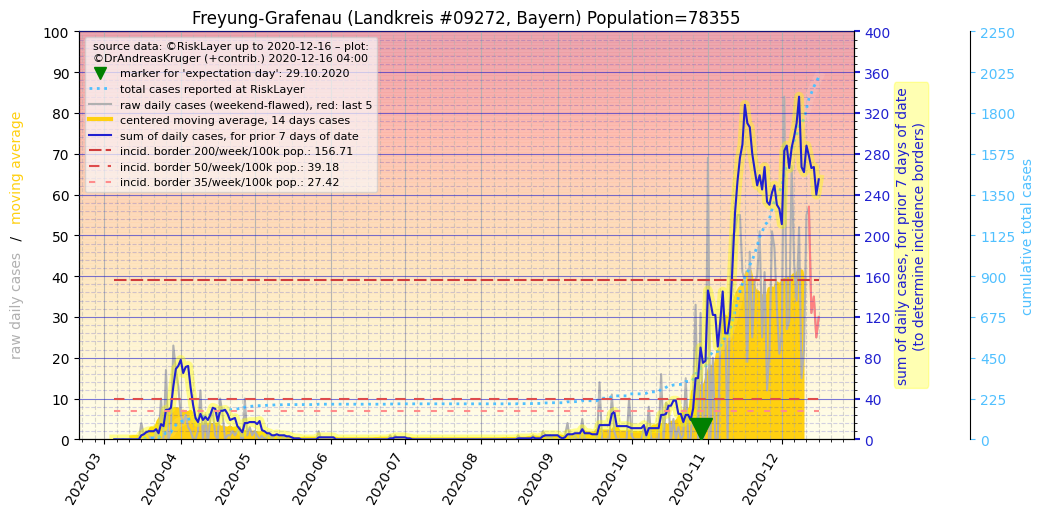 Freyung-Grafenau (Landkreis #09272, Bayern) Population=78355
source data: ©RiskLayer up to 2020-12-16 – plot:
©DrAndreasKruger (+contrib.) 2020-12-16 04:00
marker for 'expectation day': 29.10.2020
total cases reported at RiskLayer
raw daily cases (weekend-flawed), red: last 5
centered moving average, 14 days cases
sum of daily cases, for prior 7 days of date
incid. border 200/week/100k pop.: 156.71
incid. border 50/week/100k pop.: 39.18
incid. border 35/week/100k pop.: 27.42
raw daily cases / moving average
100
90
80
70
60
50
40
30
20
10
0
2020-03
2020-04
2020-05
2020-06
2020-07
2020-08
2020-09
2020-10
2020-11
2020-12
400
360
320
280
240
200
160
120
80
40
0
sum of daily cases, for prior 7 days of date
(to determine incidence borders)
2250
2025
1800
1575
1350
1125
900
675
450
225
0
cumulative total cases